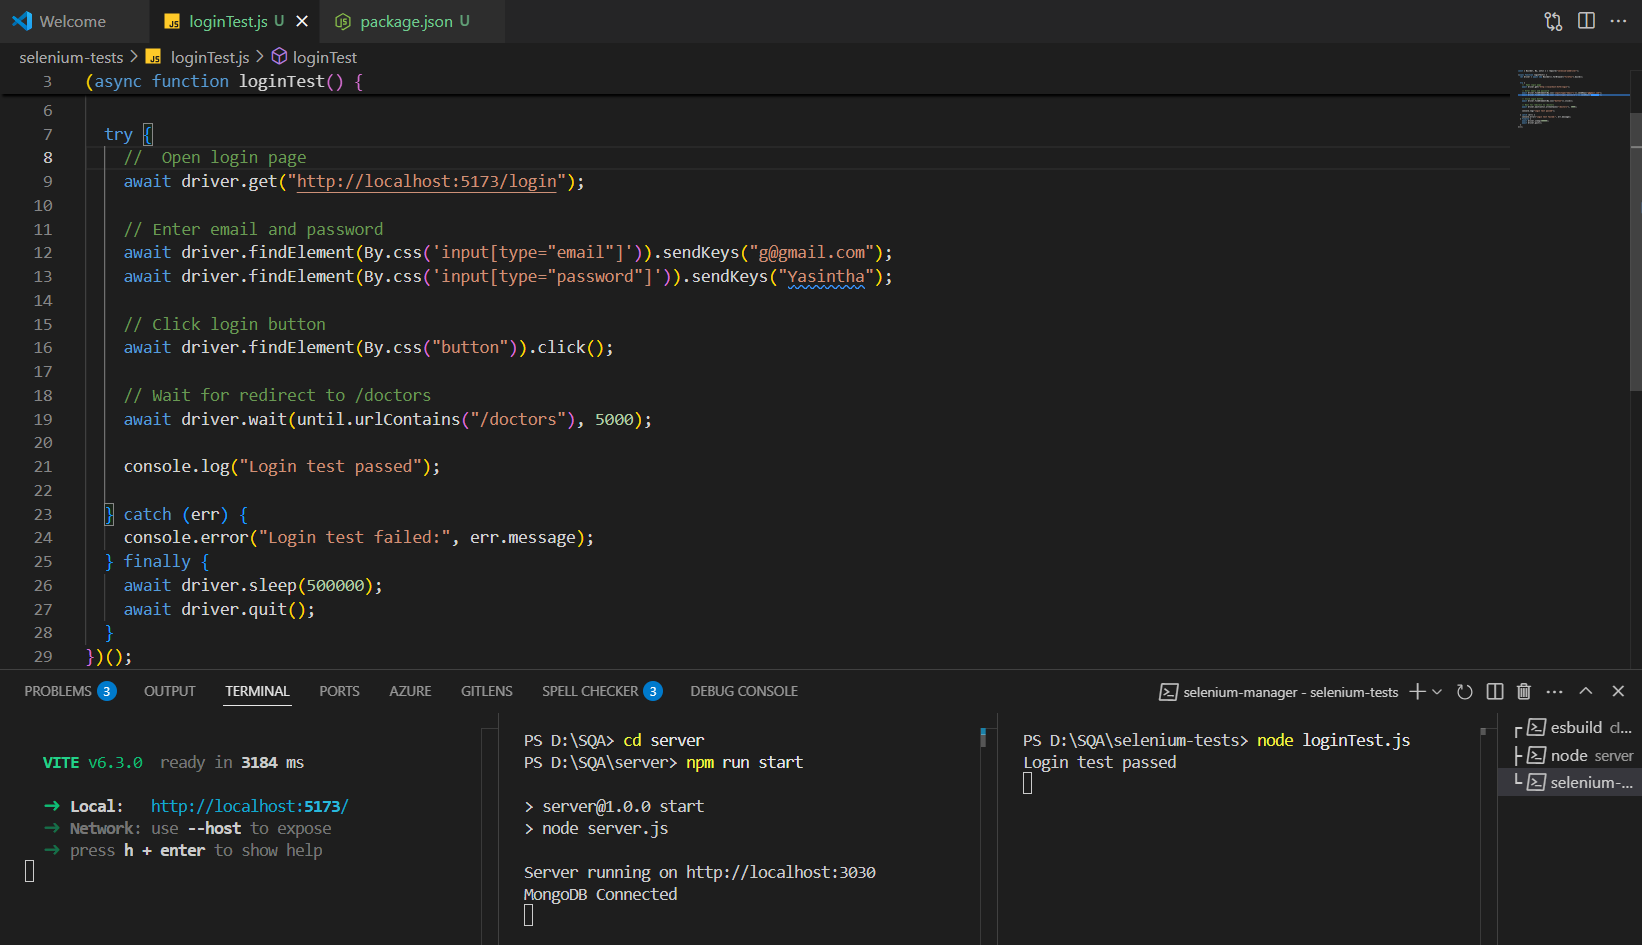 Welcome
loginTest.js U
package.json U
selenium-tests > loginTest.js > loginTest
3 (async function loginTest() {
6
7 try {
8 //  Open login page
9 await driver.get("http://localhost:5173/login");
10
11 // Enter email and password
12 await driver.findElement(By.css('input[type="email"]')).sendKeys("g@gmail.com");
13 await driver.findElement(By.css('input[type="password"]')).sendKeys("Yasintha");
14
15 // Click login button
16 await driver.findElement(By.css("button")).click();
17
18 // Wait for redirect to /doctors
19 await driver.wait(until.urlContains("/doctors"), 5000);
20
21 console.log("Login test passed");
22
23 } catch (err) {
24 console.error("Login test failed:", err.message);
25 } finally {
26 await driver.sleep(500000);
27 await driver.quit();
28 }
29 })();
PROBLEMS 3 OUTPUT TERMINAL PORTS AZURE GITLENS SPELL CHECKER 3 DEBUG CONSOLE
selenium-manager - selenium-tests
VITE v6.3.0 ready in 3184 ms
➜ Local: http://localhost:5173/
➜ Network: use --host to expose
➜ press h + enter to show help
PS D:\SQA> cd server
PS D:\SQA\server> npm run start
> server@1.0.0 start
> node server.js
Server running on http://localhost:3030
MongoDB Connected
PS D:\SQA\selenium-tests> node loginTest.js
Login test passed
esbuild cl...
node server
selenium-...